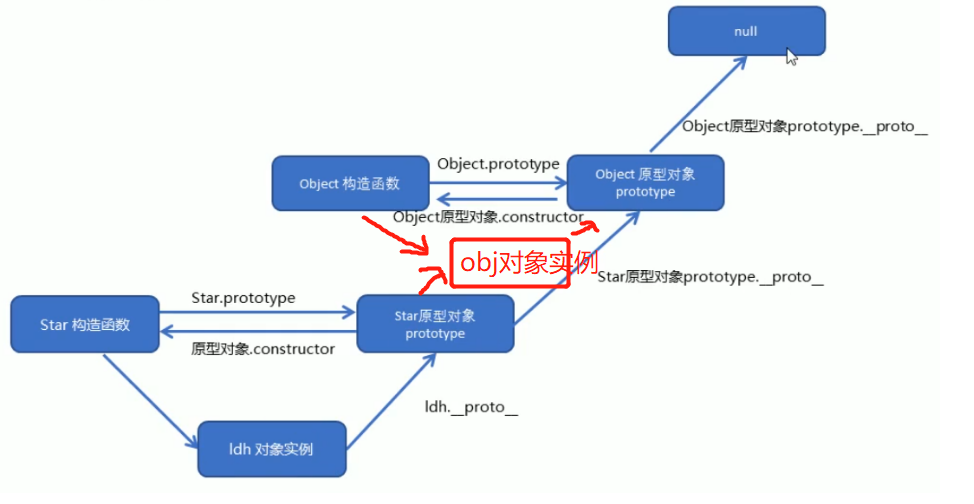 null
Object原型对象prototype.__proto__
Object 构造函数
Object.prototype
Object 原型对象
prototype
Object原型对象.constructor
obj对象实例
Star原型对象prototype.__proto__
Star 构造函数
Star.prototype
Star原型对象
prototype
原型对象.constructor
ldh.__proto__
ldh 对象实例